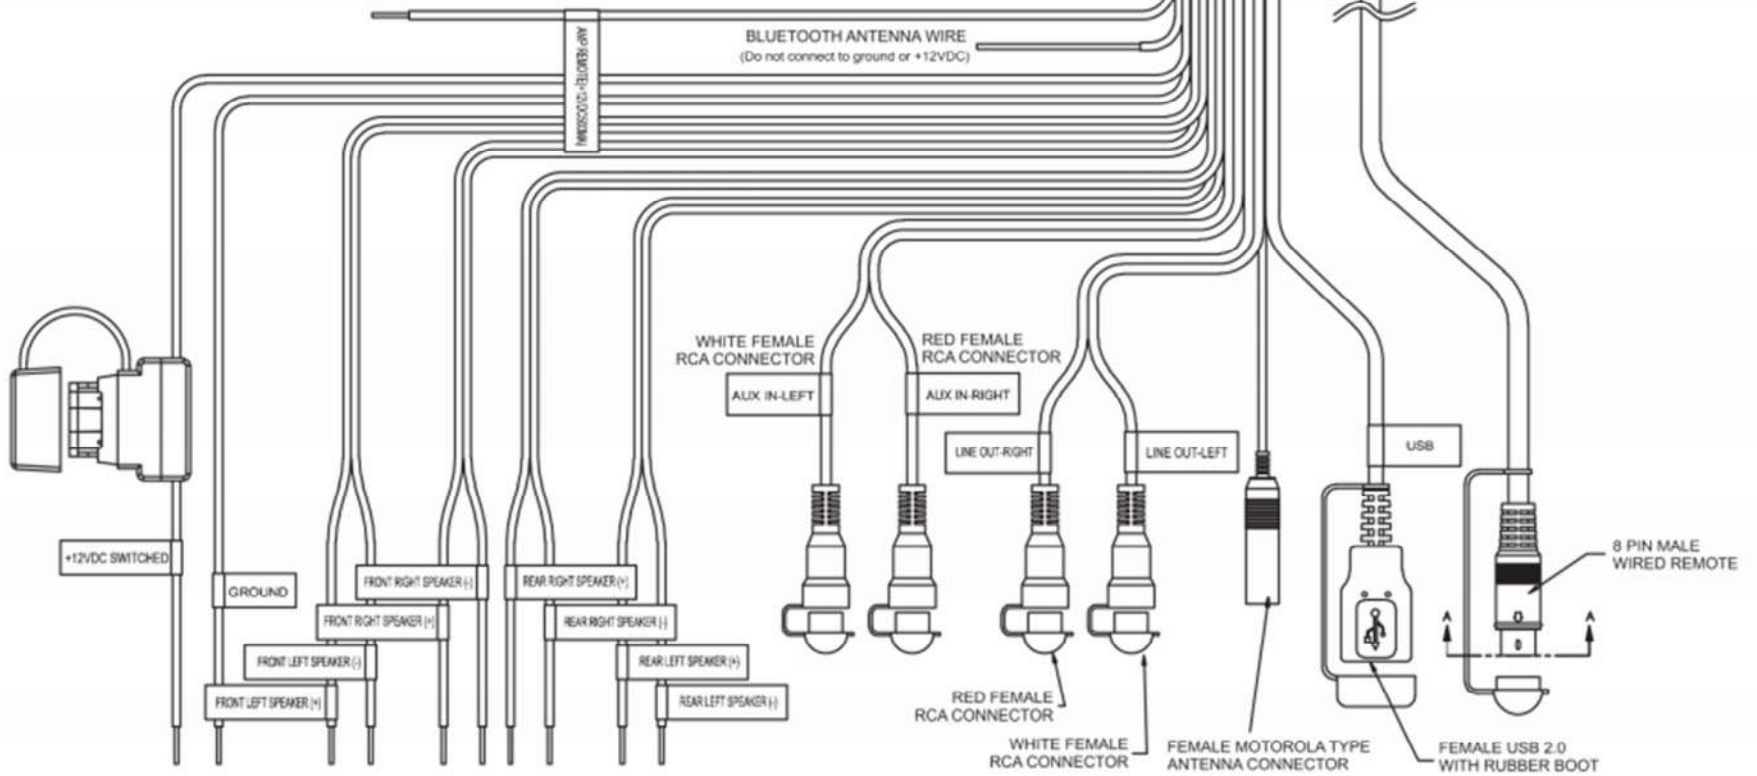 BLUETOOTH ANTENNA WIRE
(Do not connect to ground or +12VDC)
WHITE FEMALE
RCA CONNECTOR
RED FEMALE
RCA CONNECTOR
AUX IN-LEFT
AUX IN-RIGHT
LINE OUT-RIGHT
LINE OUT-LEFT
USB
+12VDC SWITCHED
GROUND
FRONT RIGHT SPEAKER (-)
REAR RIGHT SPEAKER (+)
FRONT RIGHT SPEAKER (+)
REAR RIGHT SPEAKER (-)
FRONT LEFT SPEAKER (-)
REAR LEFT SPEAKER (+)
FRONT LEFT SPEAKER (+)
REAR LEFT SPEAKER (-)
8 PIN MALE
WIRED REMOTE
A
A
RED FEMALE
RCA CONNECTOR
WHITE FEMALE
RCA CONNECTOR
FEMALE MOTOROLA TYPE
ANTENNA CONNECTOR
FEMALE USB 2.0
WITH RUBBER BOOT
AMP REMOTE